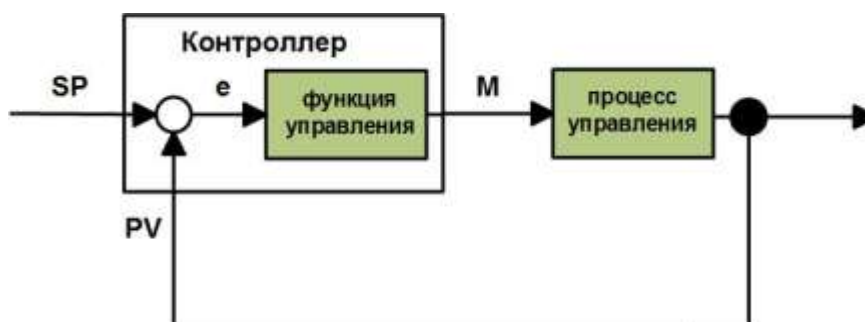 Контроллер
SP
e
функция
управления
M
процесс
управления
PV